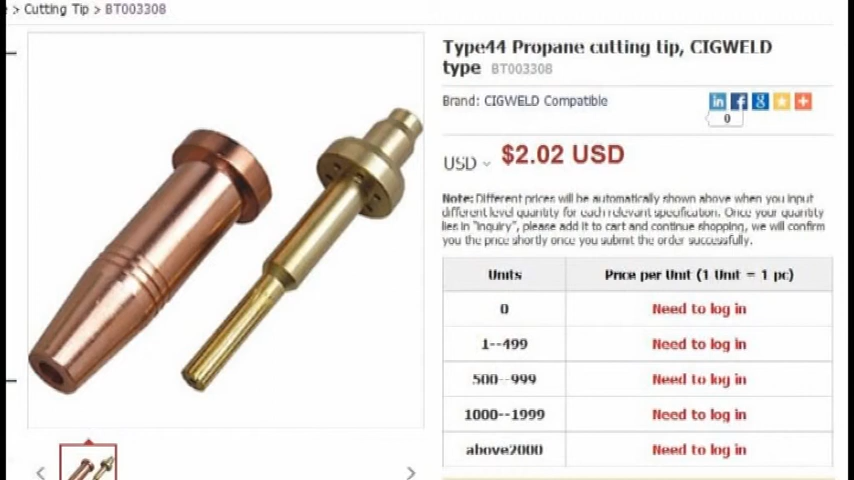 > Cutting Tip > BT003308
Type44 Propane cutting tip, CIGWELD
type BT003308
Brand: CIGWELD Compatible
0
USD $2.02 USD
Note: Different prices will be automatically shown above when you input
different level quantity for each relevant specification. Once your quantity
lies in "Inquiry", please add it to cart and continue shopping, we will confirm
you the price shortly once you submit the order successfully.
Units Price per Unit (1 Unit = 1 pc)
0 Need to log in
1--499 Need to log in
500--999 Need to log in
1000--1999 Need to log in
above2000 Need to log in